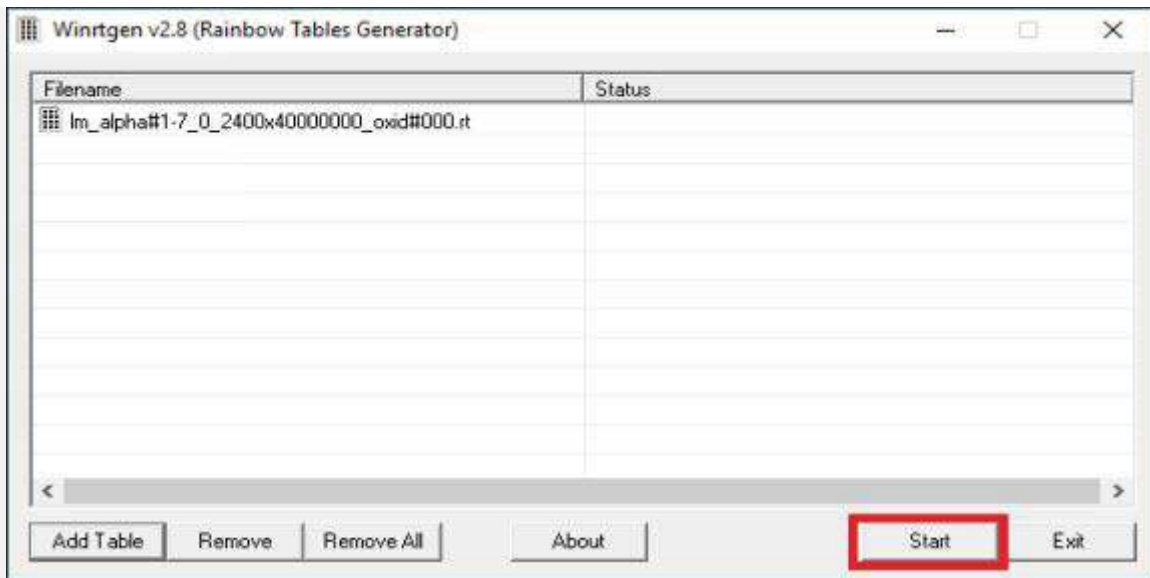 Winrtgen v2.8 (Rainbow Tables Generator)
Filename Status
lm_alpha#1-7_0_2400x40000000_oxid#000.rt
Add Table Remove Remove All About Start Exit